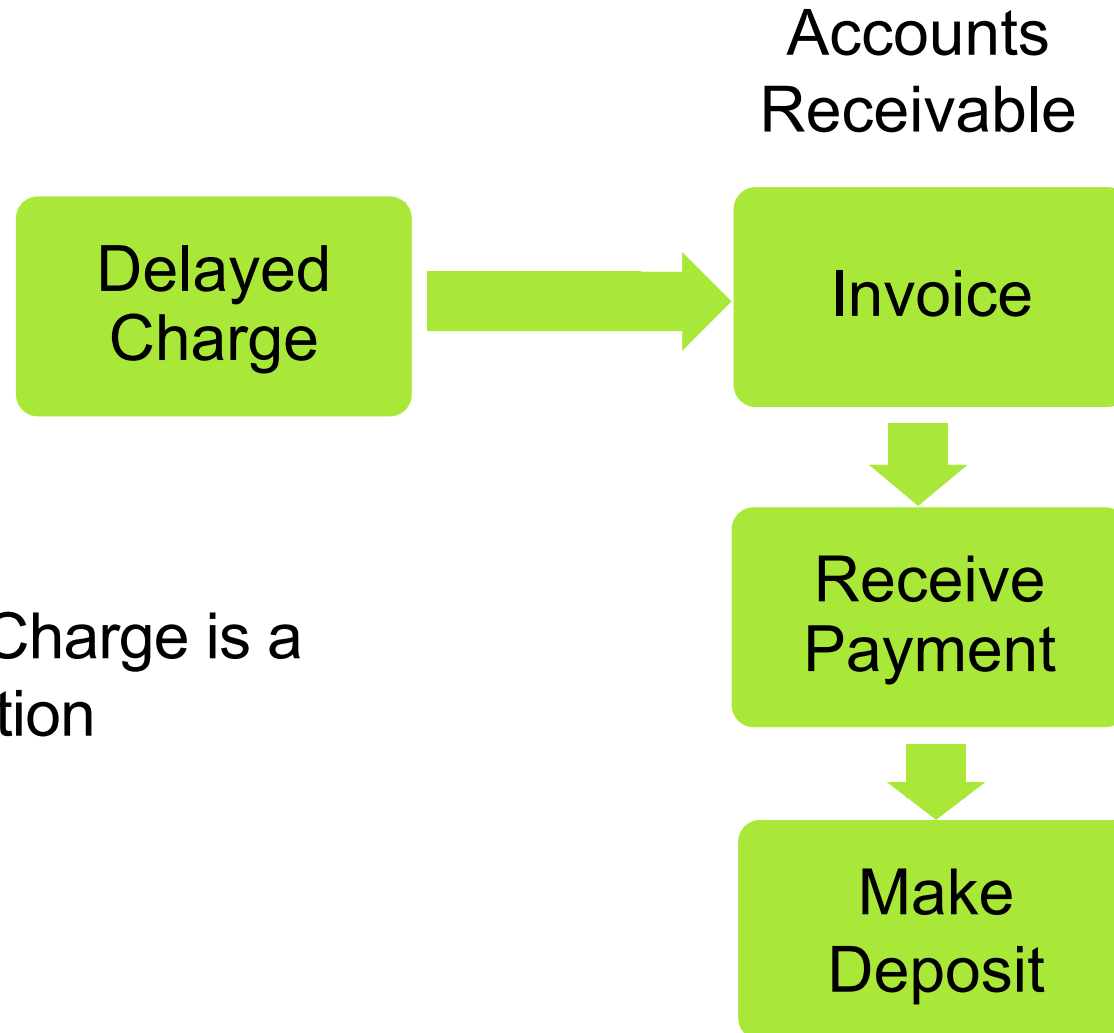 Accounts
Receivable
Delayed
Charge
Invoice
Receive
Payment
Charge is a
tion
Make
Deposit